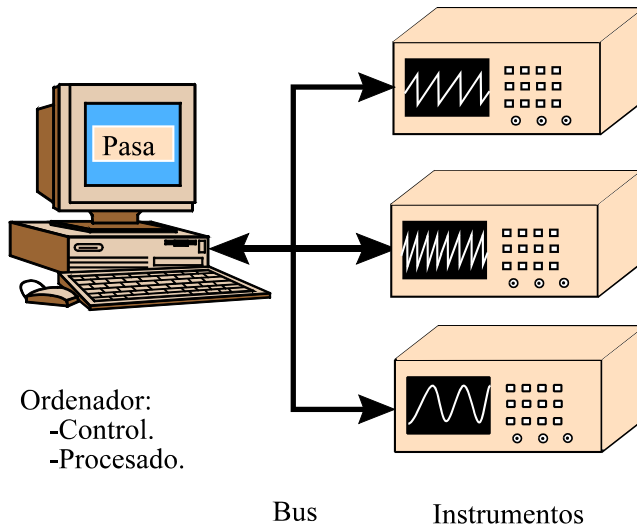 Pasa
Ordenador:
-Control.
-Procesado.
Bus
Instrumentos